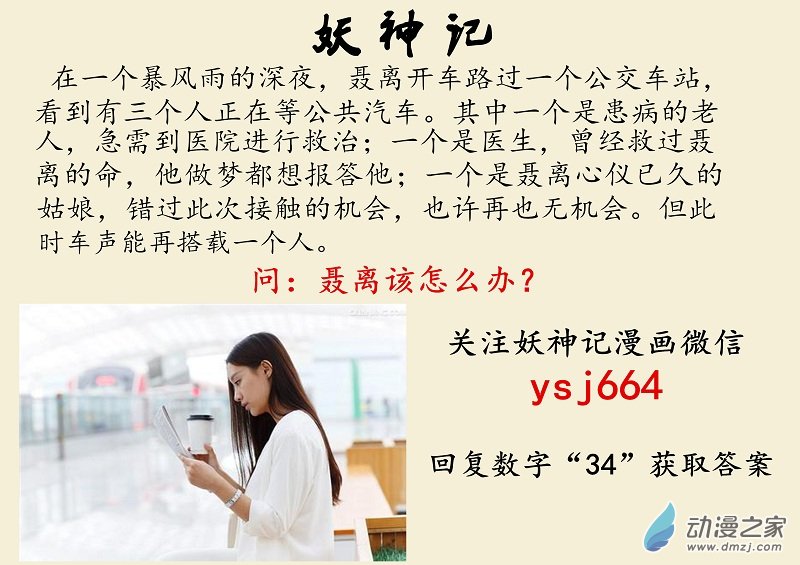 妖神记
在一个暴风雨的深夜，聂离开车路过一个公交车站，
看到有三个人正在等公共汽车。其中一个是患病的老
人，急需到医院进行救治；一个是医生，曾经救过聂
离的命，他做梦都想报答他；一个是聂离心仪已久的
姑娘，错过此次接触的机会，也许再也无机会。但此
时车声能再搭载一个人。
问：聂离该怎么办？
关注妖神记漫画微信
ysj664
回复数字“34”获取答案
动漫之家
www.dmzj.com